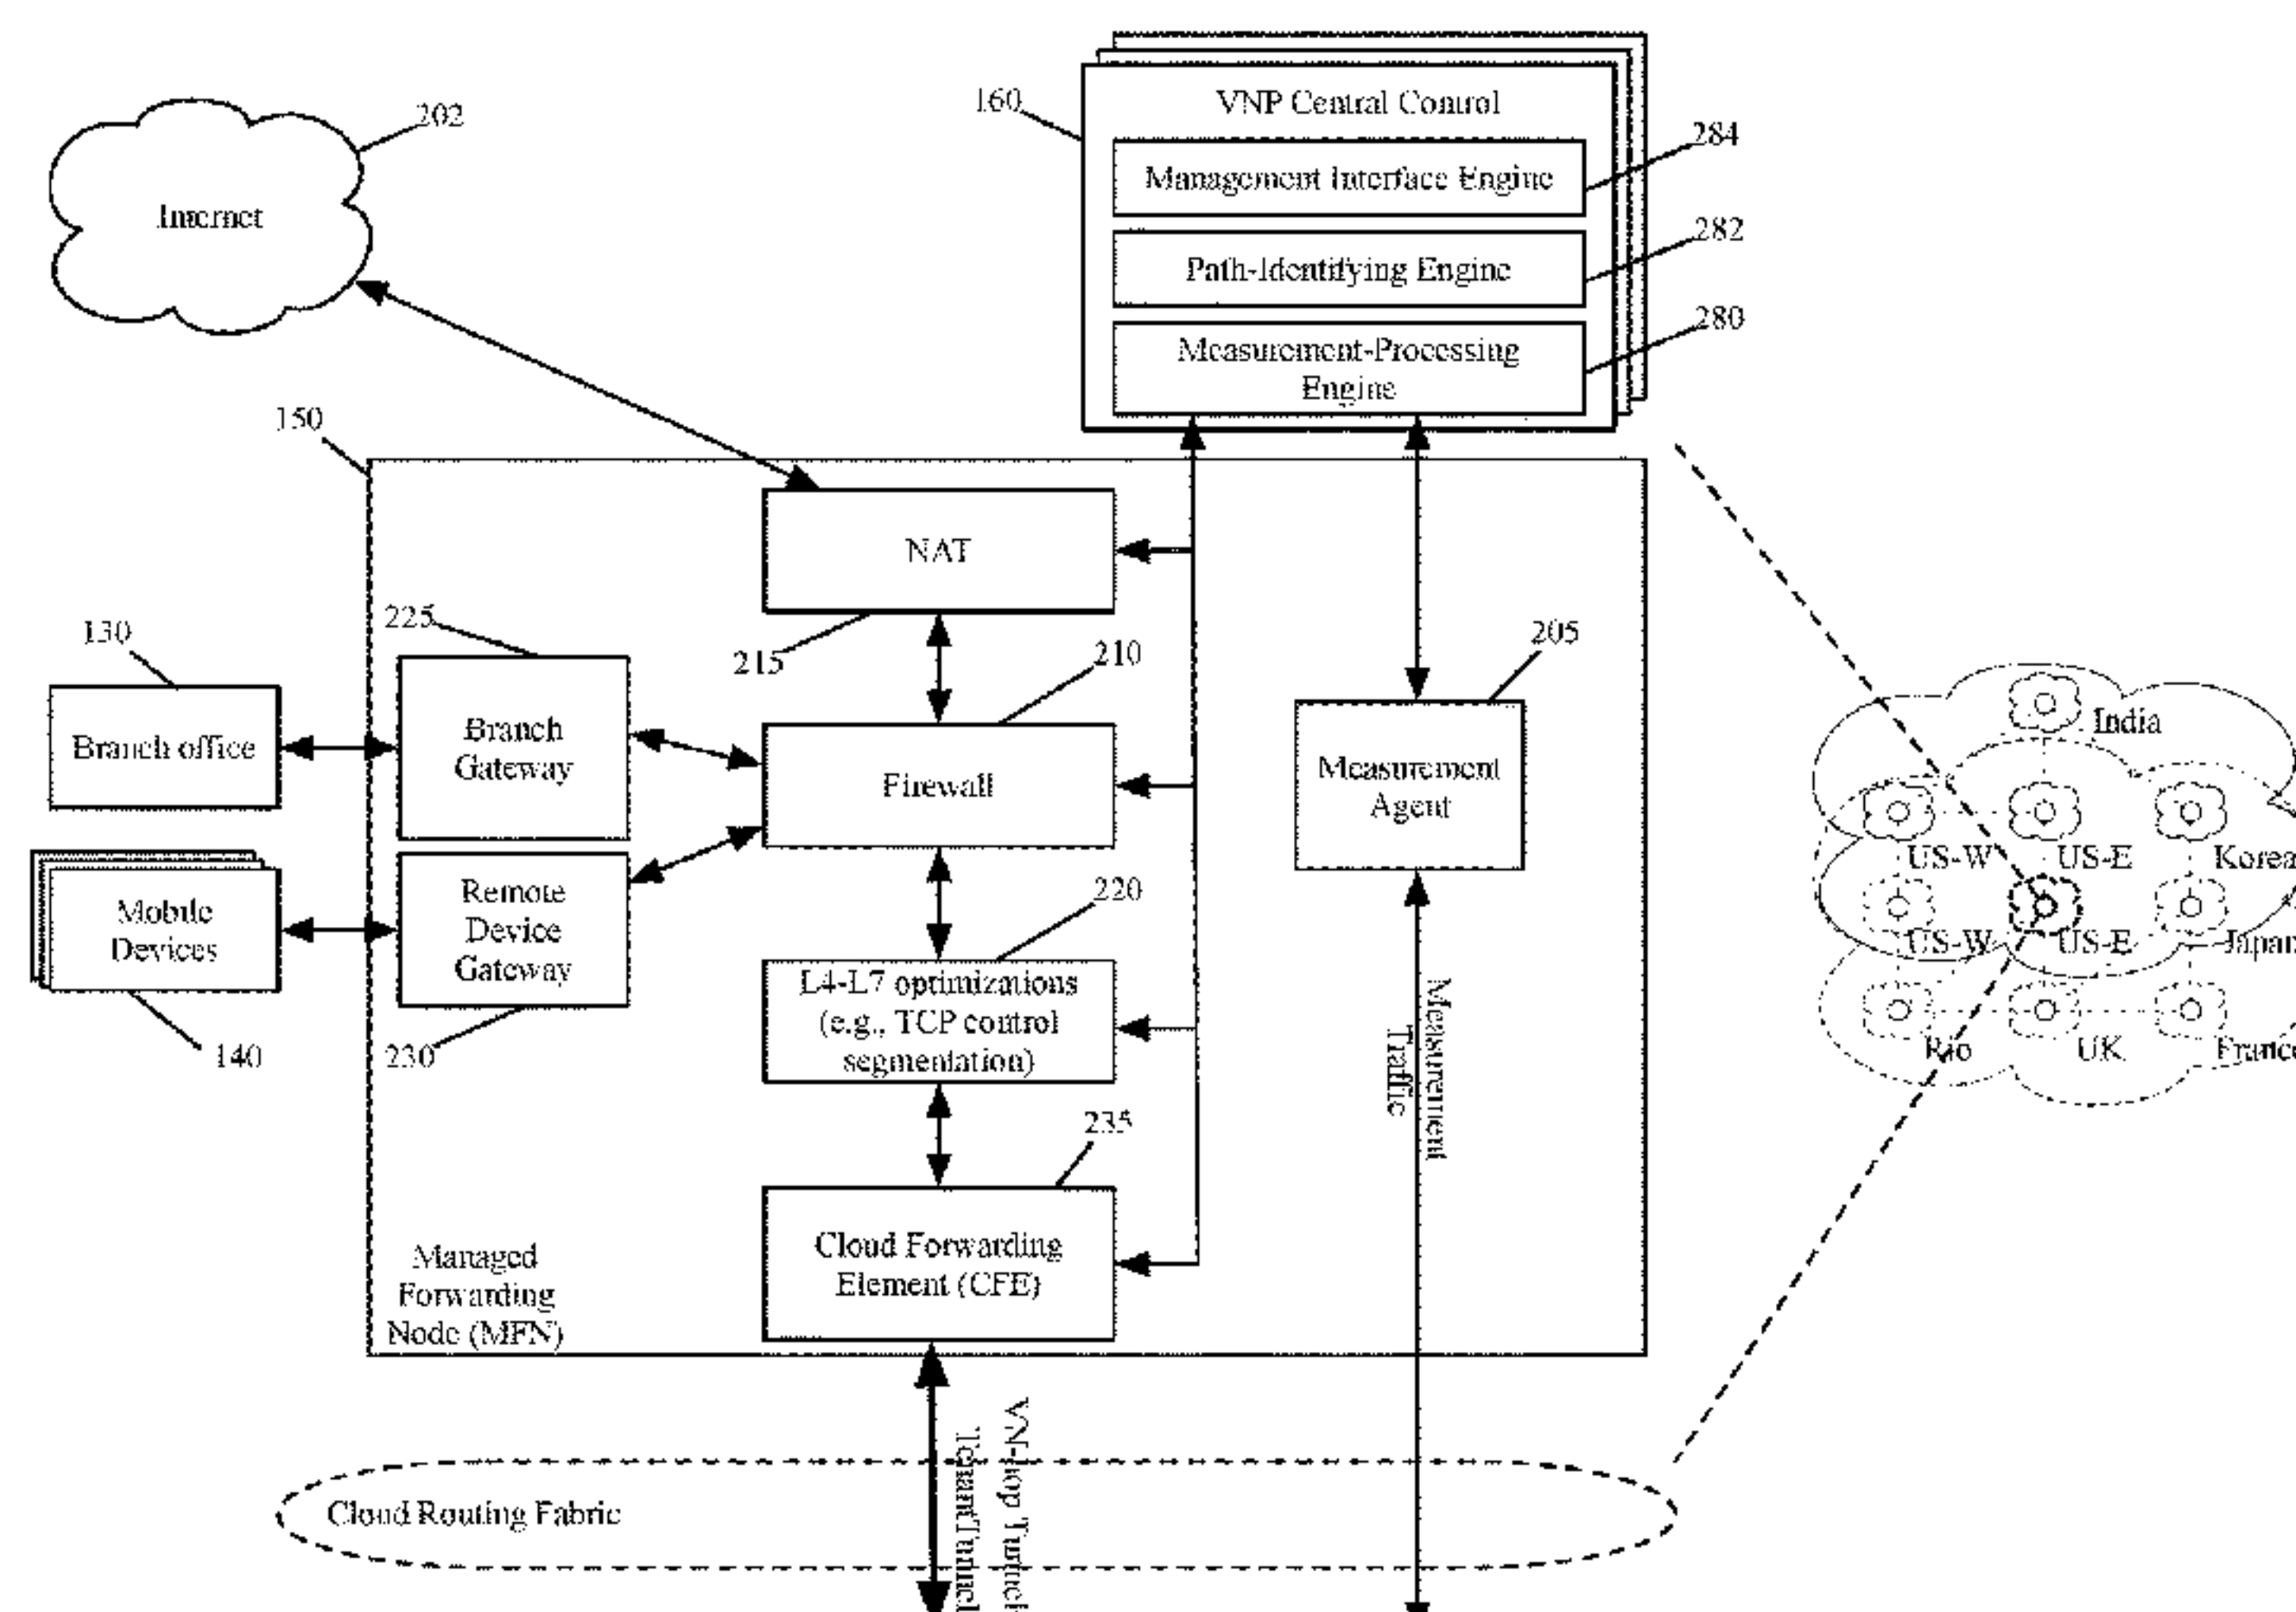 202
Internet
160
VNP Central Control
284
Management Interface Engine
282
Path-Identifying Engine
280
Measurement-Processing
Engine
150
NAT
215
225
130
Branch office
Branch
Gateway
210
Firewall
205
Measurement
Agent
Mobile
Devices
140
Remote
Device
Gateway
230
220
L4-L7 optimizations
(e.g., TCP control
segmentation)
235
Cloud Forwarding
Element (CFE)
Managed
Forwarding
Node (MFN)
Measurement
Traffic
VN-hop Tunnel
TenantTunnel
Cloud Routing Fabric
India
US-W
US-E
Korea
US-W
US-E
Japan
Rio
UK
France